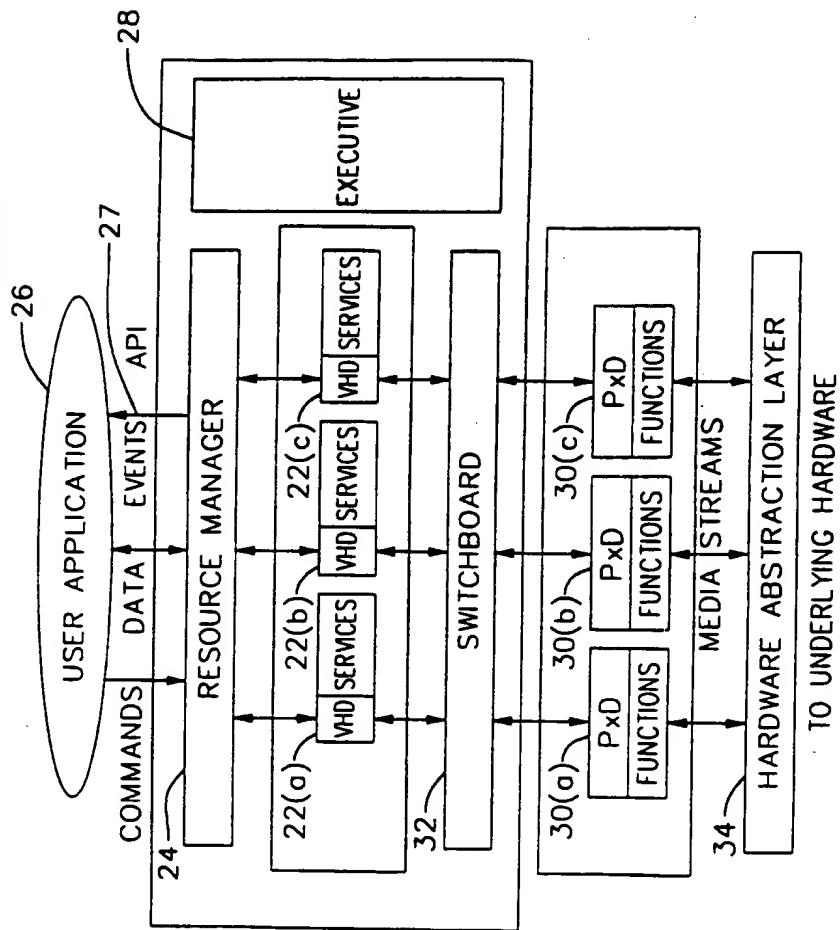 26
USER APPLICATION
27
28
COMMANDS DATA EVENTS API
24
RESOURCE MANAGER
EXECUTIVE
22(a)
VHD SERVICES
22(b)
VHD SERVICES
22(c)
VHD SERVICES
32
SWITCHBOARD
30(a)
PxD
FUNCTIONS
30(b)
PxD
FUNCTIONS
30(c)
PxD
FUNCTIONS
MEDIA STREAMS
34
HARDWARE ABSTRACTION LAYER
TO UNDERLYING HARDWARE